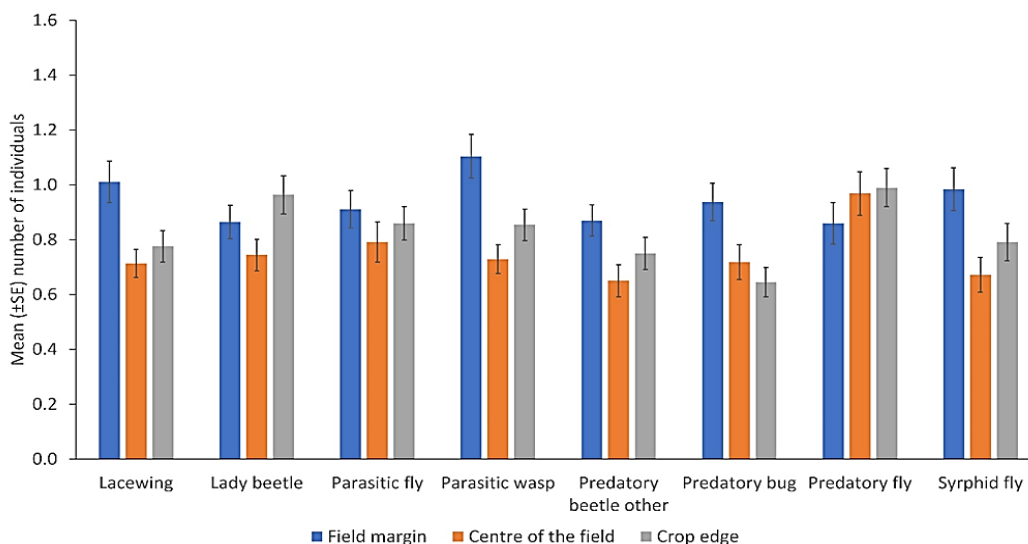 Mean (±SE) number of individuals
1.6
1.4
1.2
1.0
0.8
0.6
0.4
0.2
0.0
Lacewing Lady beetle Parasitic fly Parasitic wasp Predatory Predatory bug Predatory fly Syrphid fly
beetle other
Field margin Centre of the field Crop edge